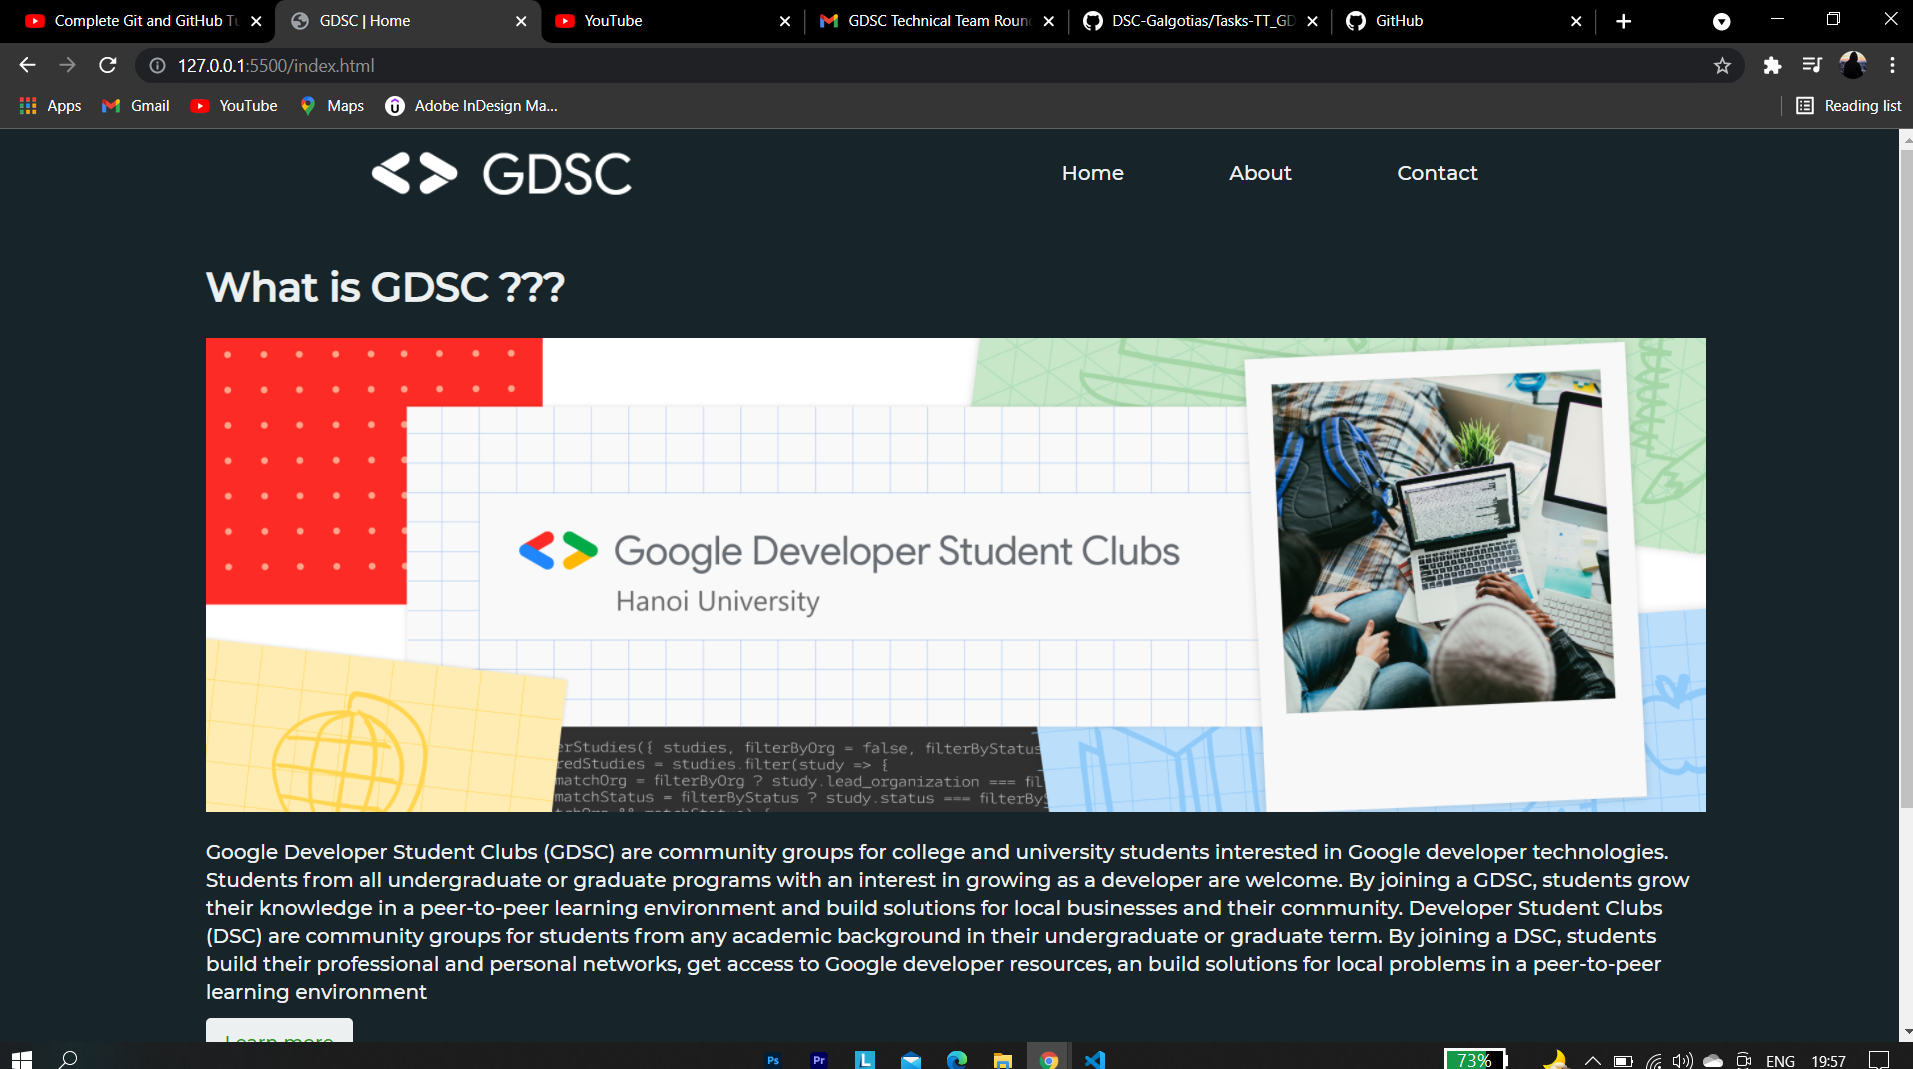 Complete Git and GitHub Tu
GDSC | Home
YouTube
GDSC Technical Team Roun
DSC-Galgotias/Tasks-TT_GD
GitHub
127.0.0.1:5500/index.html
Apps
Gmail
YouTube
Maps
Adobe InDesign Ma...
Reading list
GDSC
Home
About
Contact
What is GDSC ???
Google Developer Student Clubs
Hanoi University
erStudies({ studies, filterByOrg = false, filterByStatus
redStudies = studies.filter(study => {
matchOrg = filterByOrg ? study.lead_organization === fil
matchStatus = filterByStatus ? study.status === filterBy
Google Developer Student Clubs (GDSC) are community groups for college and university students interested in Google developer technologies.
Students from all undergraduate or graduate programs with an interest in growing as a developer are welcome. By joining a GDSC, students grow
their knowledge in a peer-to-peer learning environment and build solutions for local businesses and their community. Developer Student Clubs
(DSC) are community groups for students from any academic background in their undergraduate or graduate term. By joining a DSC, students
build their professional and personal networks, get access to Google developer resources, an build solutions for local problems in a peer-to-peer
learning environment
Learn more
Ps
Pr
L
73%
ENG
19:57